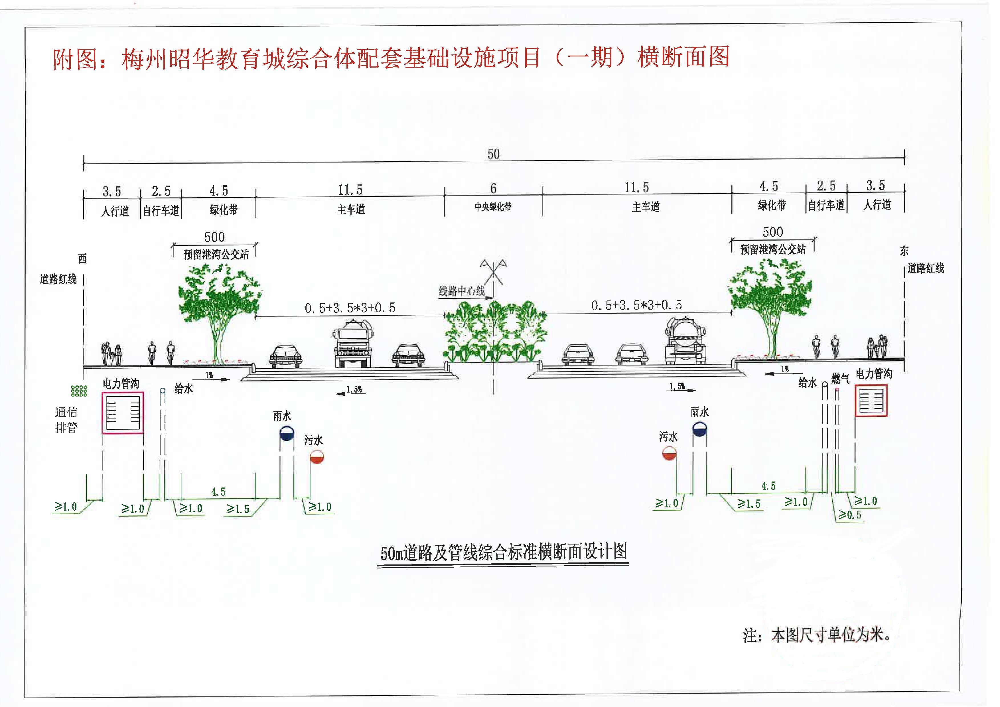 附图：梅州昭华教育城综合体配套基础设施项目（一期）横断面图
50
3.5 2.5 4.5 11.5 6 11.5 4.5 2.5 3.5
人行道 自行车道 绿化带 主车道 中央绿化带 主车道 绿化带 自行车道 人行道
500 500
预留港湾公交站 预留港湾公交站
西 东
道路红线 道路红线
线路中心线
0.5+3.5*3+0.5 0.5+3.5*3+0.5
1% 1%
电力管沟 给水 给水 燃气 电力管沟
1.5% 1.5%
通信
排管
雨水 雨水
污水 污水
4.5 4.5
≥1.0 ≥1.0 ≥1.0 ≥1.5 ≥1.0 ≥1.0 ≥1.5 ≥1.0 ≥1.0
≥0.5
50m道路及管线综合标准横断面设计图
注：本图尺寸单位为米。